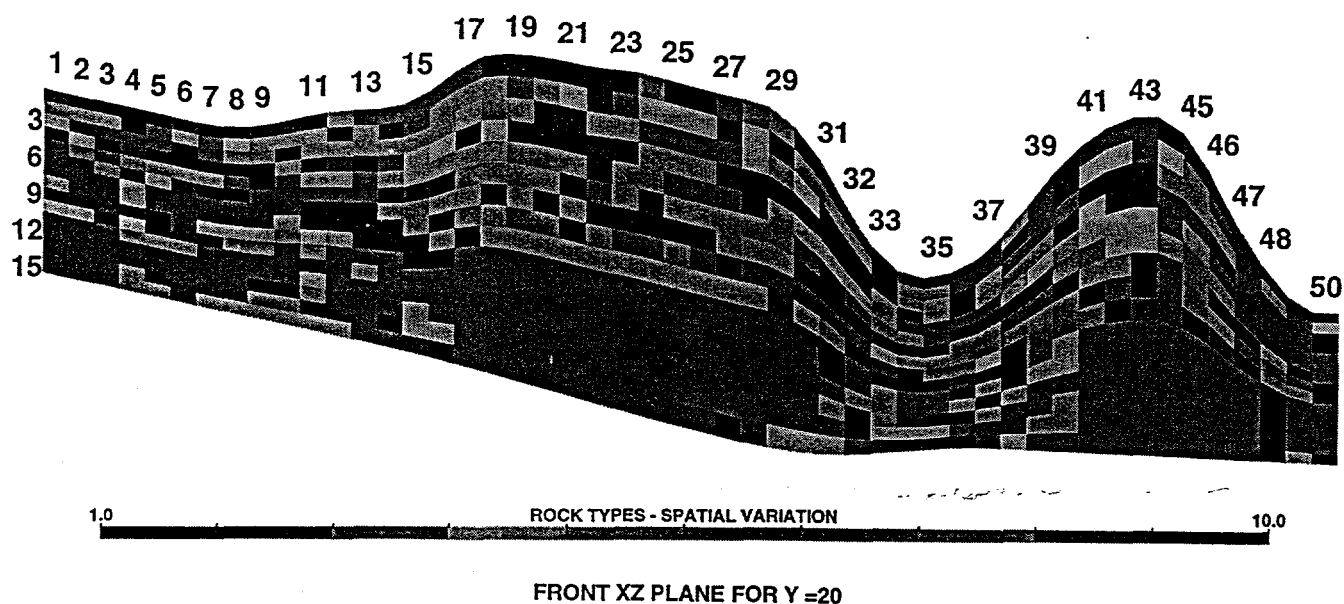 1 2 3 4 5 6 7 8 9 11 13 15 17 19 21 23 25 27 29 31 32 33 35 37 39 41 43 45 46 47 48 50
3
6
9
12
15
1.0 ROCK TYPES - SPATIAL VARIATION 10.0
FRONT XZ PLANE FOR Y =20